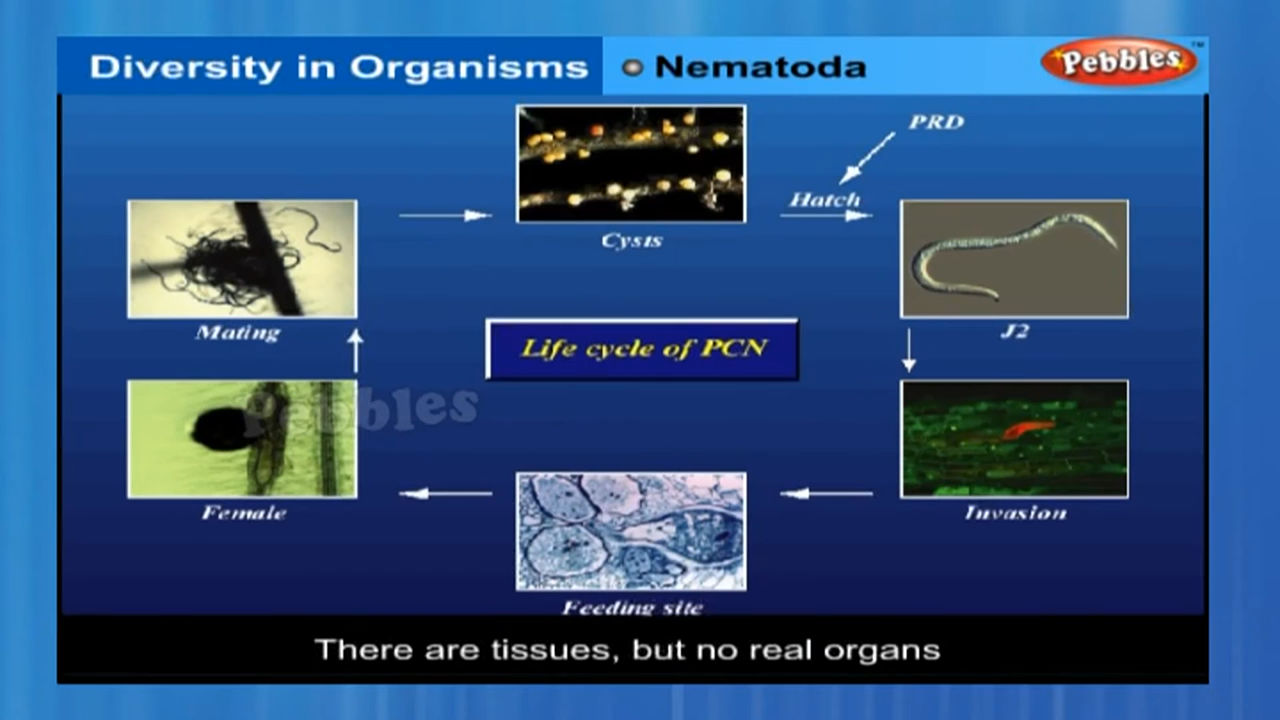 Diversity in Organisms
Nematoda
Pebbles™
PRD
Hatch
Cysts
Mating
J2
Life cycle of PCN
Pebbles
Female
Invasion
Feeding site
There are tissues, but no real organs